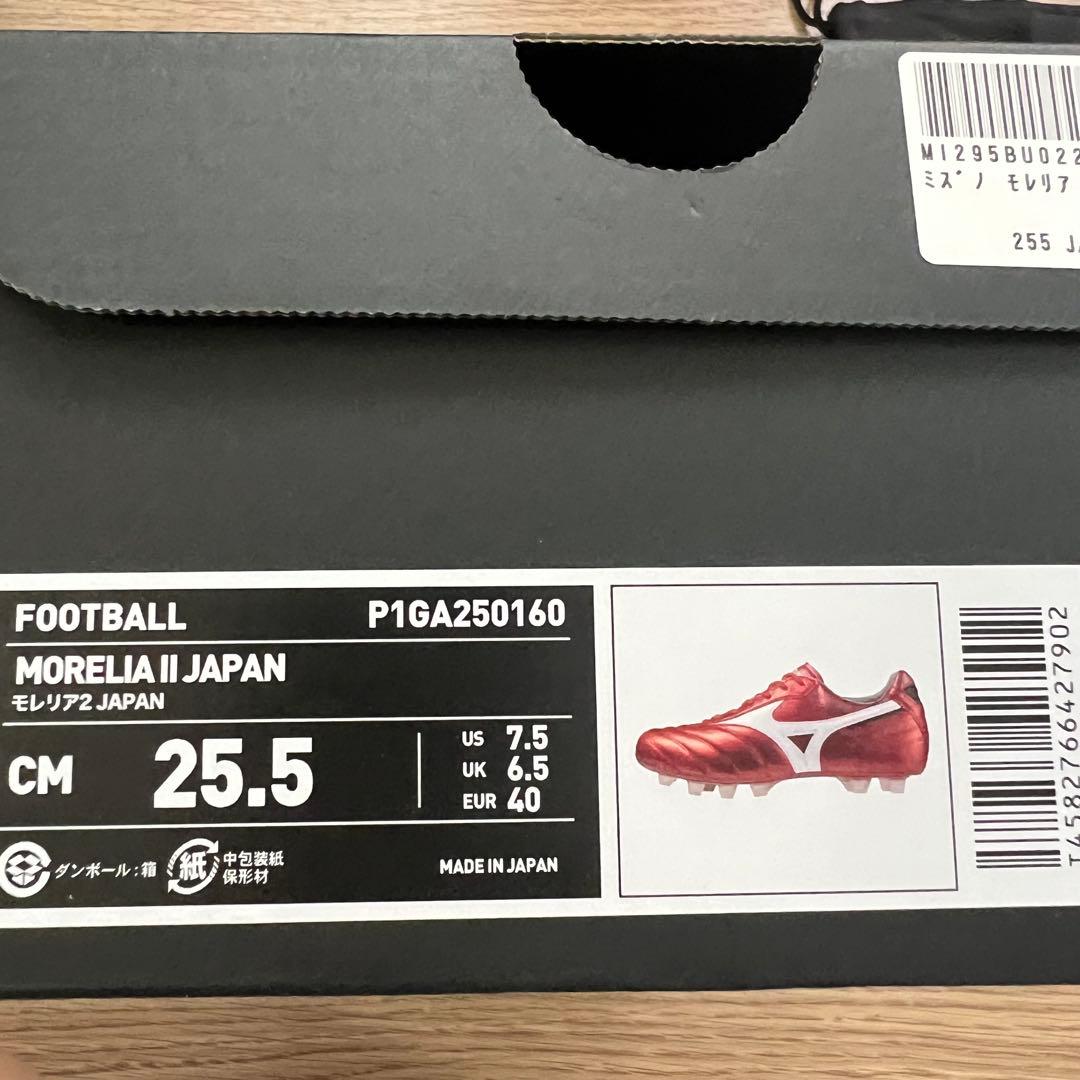 MI295BU022
ミズノ モレリア
255 JA
FOOTBALL P1GA250160
MORELIA II JAPAN
モレリア2 JAPAN
CM 25.5
US 7.5
UK 6.5
EUR 40
ダンボール:箱
紙
中包装紙
保形材
MADE IN JAPAN
T4582766427902